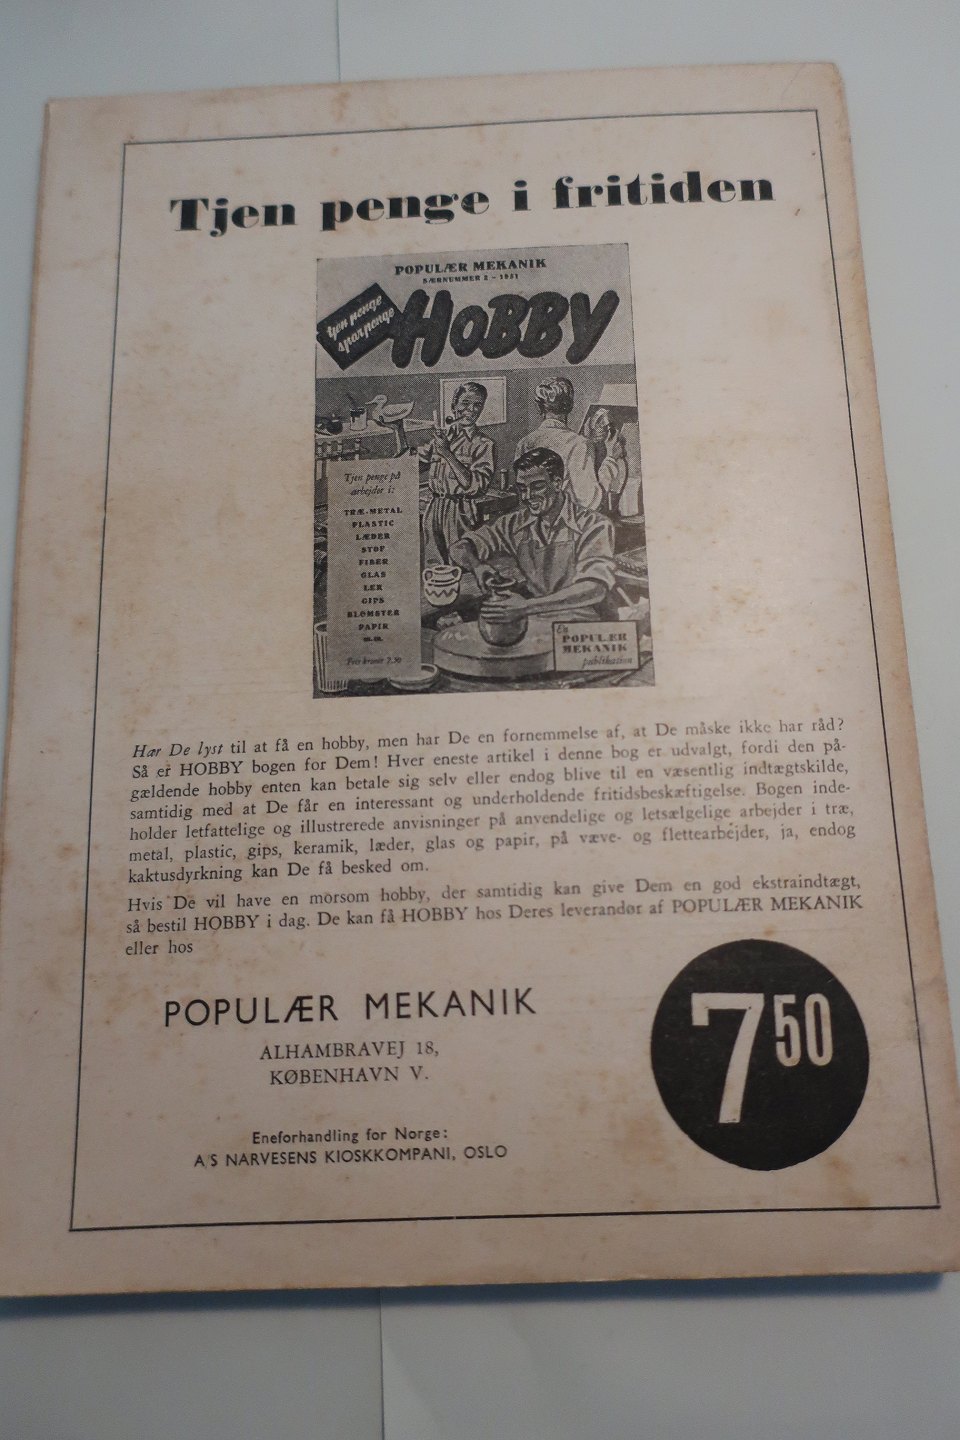 Tjen penge i fritiden
POPULÆR MEKANIK
SÆRNUMMER 2 - 1951
tjen penge
spar penge
HOBBY
Tjen penge på
arbejder i:
TRÆ-METAL
PLASTIC
LÆDER
STOF
FIBER
GLAS
LER
GIPS
BLOMSTER
PAPIR
m.m.
Pris kroner 7.50
En
POPULÆR
MEKANIK
publikation
Har De lyst til at få en hobby, men har De en fornemmelse af, at De måske ikke har råd?
Så er HOBBY bogen for Dem! Hver eneste artikel i denne bog er udvalgt, fordi den på-
gældende hobby enten kan betale sig selv eller endog blive til en væsentlig indtægtskilde,
samtidig med at De får en interessant og underholdende fritidsbeskæftigelse. Bogen inde-
holder letfattelige og illustrerede anvisninger på anvendelige og letsælgelige arbejder i træ,
metal, plastic, gips, keramik, læder, glas og papir, på væve- og flettearbejder, ja, endog
kaktusdyrkning kan De få besked om.
Hvis De vil have en morsom hobby, der samtidig kan give Dem en god ekstraindtægt,
så bestil HOBBY i dag. De kan få HOBBY hos Deres leverandør af POPULÆR MEKANIK
eller hos
POPULÆR MEKANIK
ALHAMBRAVEJ 18,
KØBENHAVN V.
7 50
Eneforhandling for Norge:
A/S NARVESENS KIOSKKOMPANI, OSLO